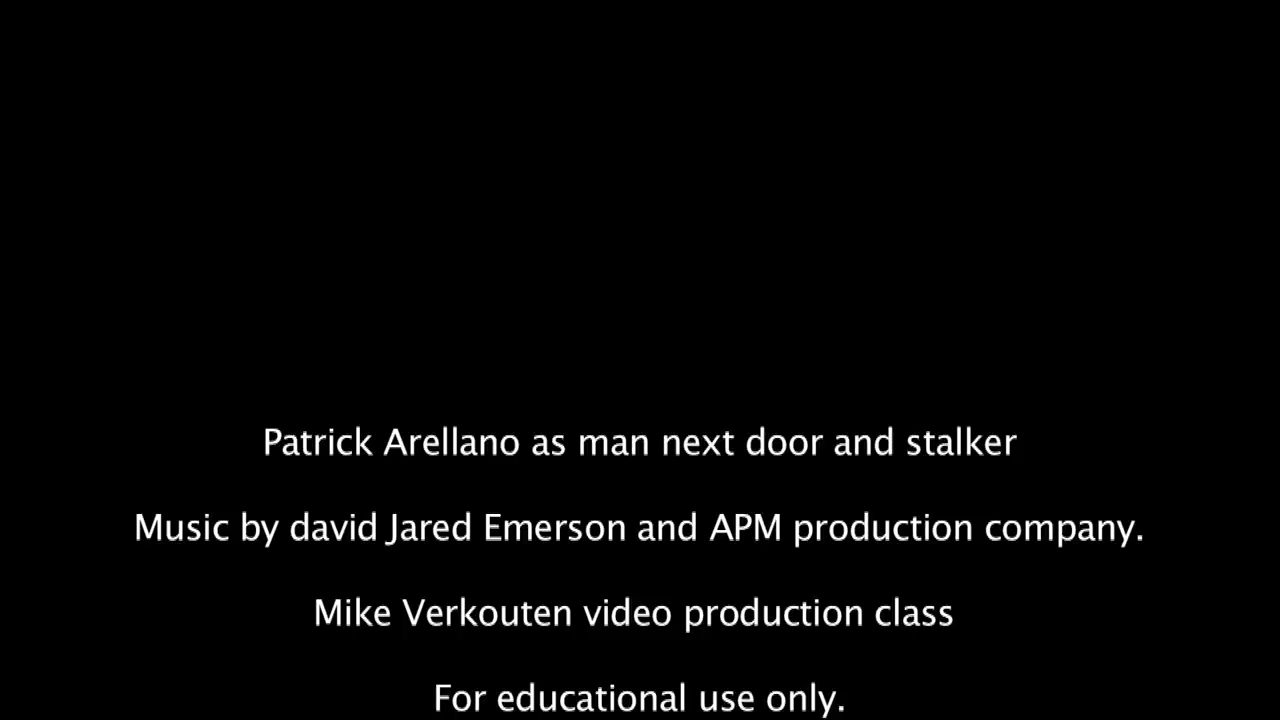 Patrick Arellano as man next door and stalker
Music by david Jared Emerson and APM production company.
Mike Verkouten video production class
For educational use only.